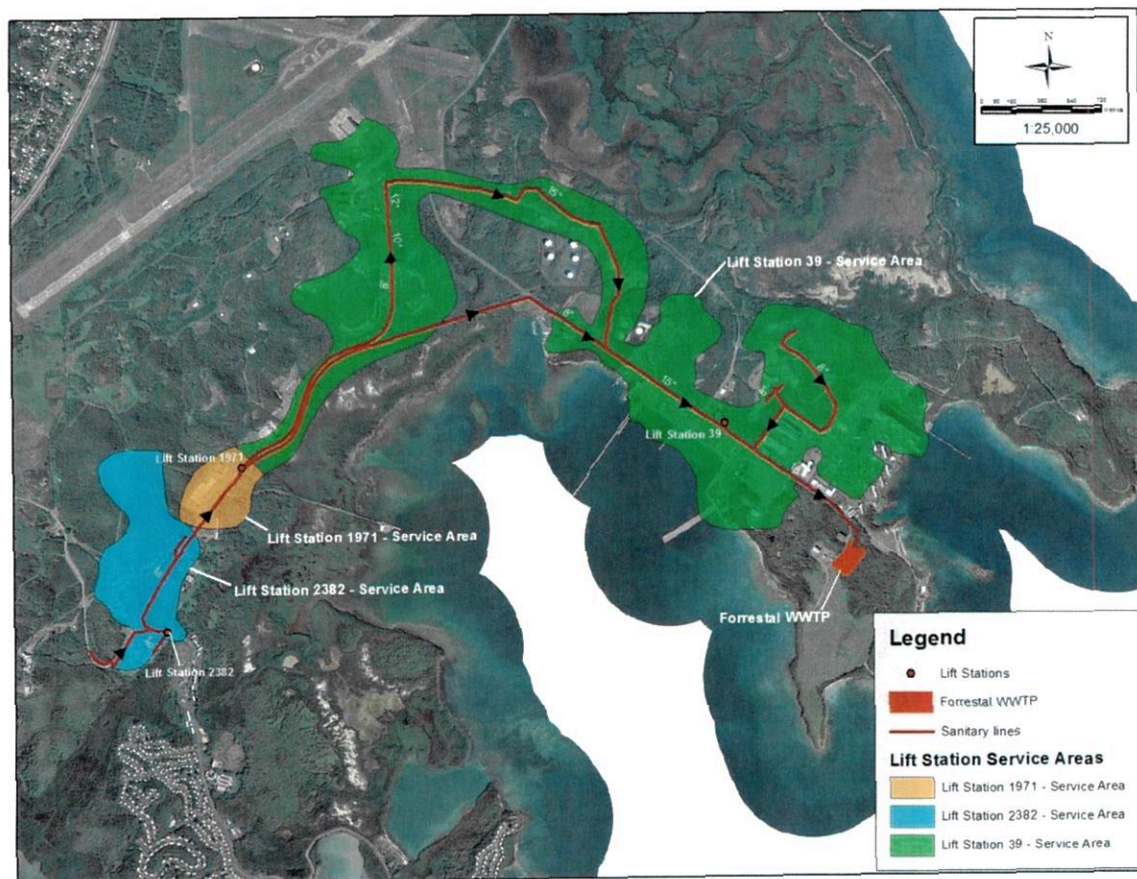 N
1:25,000
12"
15"
10"
8"
Lift Station 39 - Service Area
8"
15"
4"
Lift Station 39
Lift Station 1971
Lift Station 1971 - Service Area
Lift Station 2382 - Service Area
Forrestal WWTP
Lift Station 2382
Legend
Lift Stations
Forrestal WWTP
Sanitary lines
Lift Station Service Areas
Lift Station 1971 - Service Area
Lift Station 2382 - Service Area
Lift Station 39 - Service Area